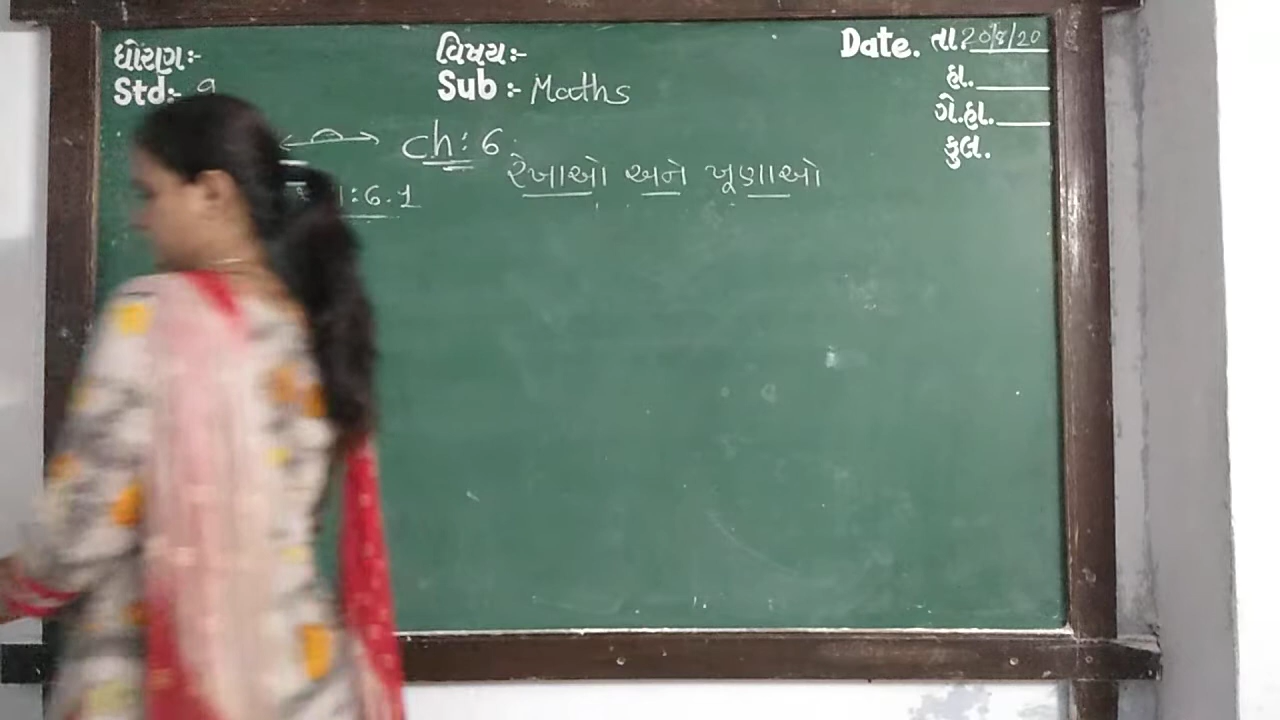 ધોરણ:- વિષય:- Date. તા. 20/8/20
Std:- 9 Sub :- Maths હા.
ગે.હા.
કુલ.
ch: 6
રેખાઓ અને ખૂણાઓ
:6.1